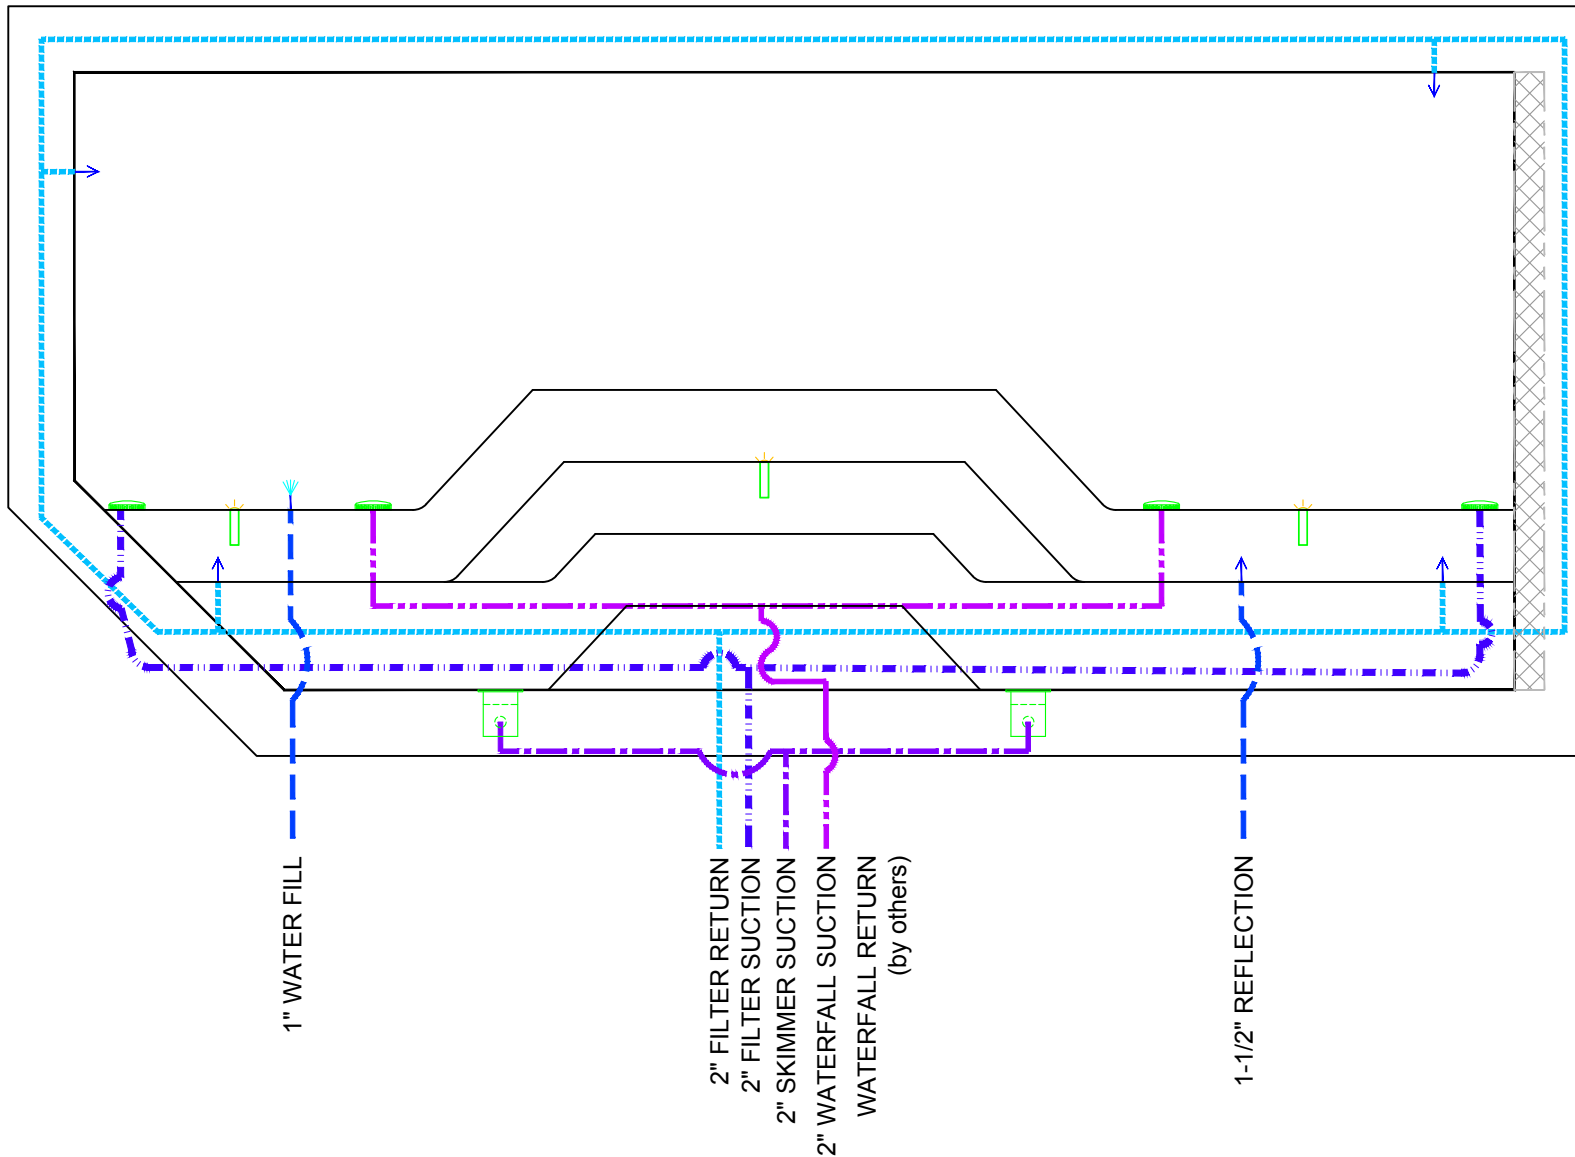 1" WATER FILL
2" FILTER RETURN
2" FILTER SUCTION
2" SKIMMER SUCTION
2" WATERFALL SUCTION
WATERFALL RETURN
(by others)
1-1/2" REFLECTION